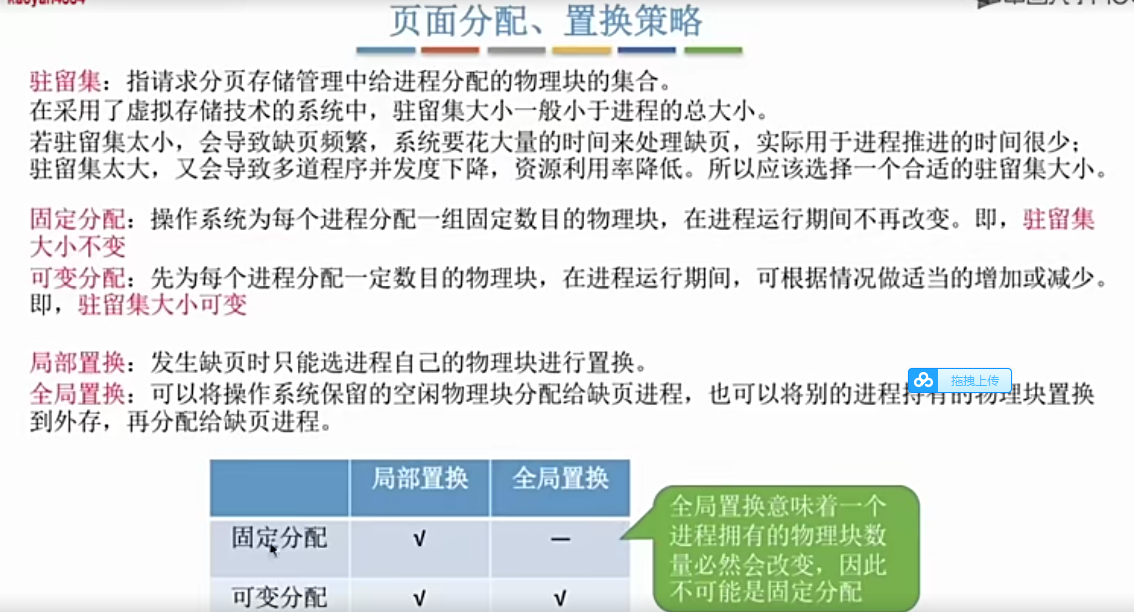 页面分配、置换策略
驻留集：指请求分页存储管理中给进程分配的物理块的集合。
在采用了虚拟存储技术的系统中，驻留集大小一般小于进程的总大小。
若驻留集太小，会导致缺页频繁，系统要花大量的时间来处理缺页，实际用于进程推进的时间很少；
驻留集太大，又会导致多道程序并发度下降，资源利用率降低。所以应该选择一个合适的驻留集大小。
固定分配：操作系统为每个进程分配一组固定数目的物理块，在进程运行期间不再改变。即，驻留集
大小不变
可变分配：先为每个进程分配一定数目的物理块，在进程运行期间，可根据情况做适当的增加或减少。
即，驻留集大小可变
局部置换：发生缺页时只能选进程自己的物理块进行置换。
全局置换：可以将操作系统保留的空闲物理块分配给缺页进程，也可以将别的进程持有的物理块置换
到外存，再分配给缺页进程。
拖拽上传
局部置换 全局置换
固定分配 √ —
可变分配 √ √
全局置换意味着一个
进程拥有的物理块数
量必然会改变，因此
不可能是固定分配